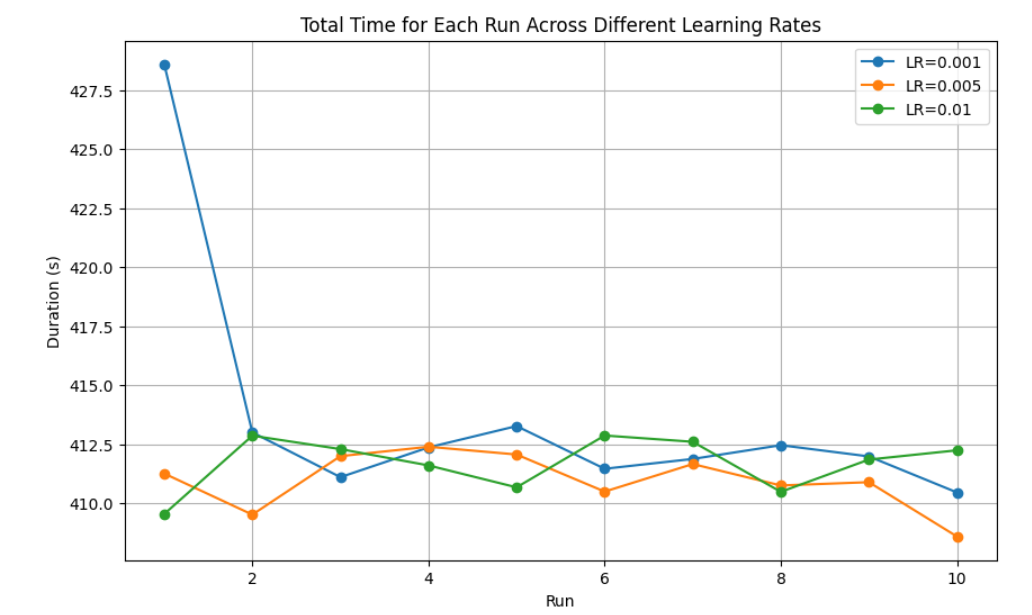 Total Time for Each Run Across Different Learning Rates
LR=0.001
LR=0.005
LR=0.01
427.5
425.0
422.5
420.0
417.5
415.0
412.5
410.0
Duration (s)
2 4 6 8 10
Run